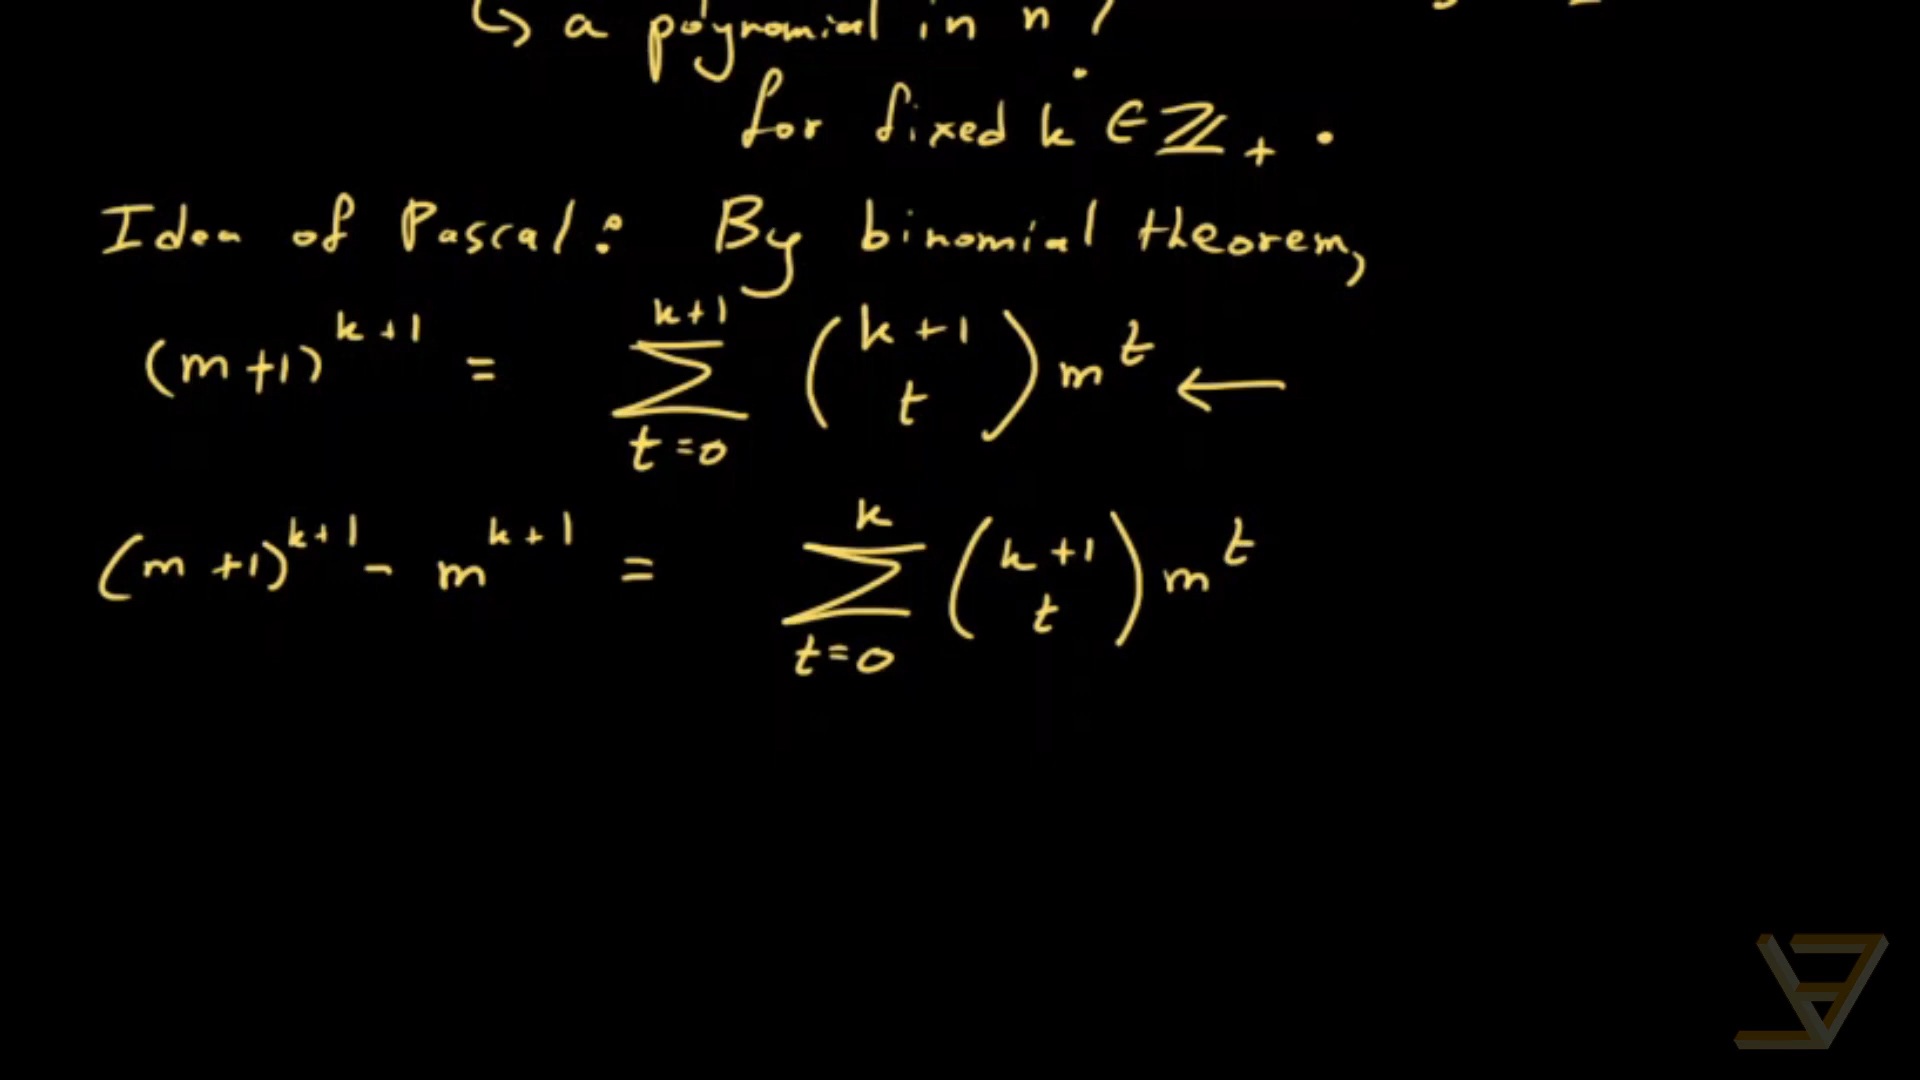 ↳ a polynomial in n?
for fixed k ∈ ℤ₊ .
Idea of Pascal: By binomial theorem,
(m+1)^{k+1} = \sum_{t=0}^{k+1} \binom{k+1}{t} m^t ←
(m+1)^{k+1} - m^{k+1} = \sum_{t=0}^{k} \binom{k+1}{t} m^t